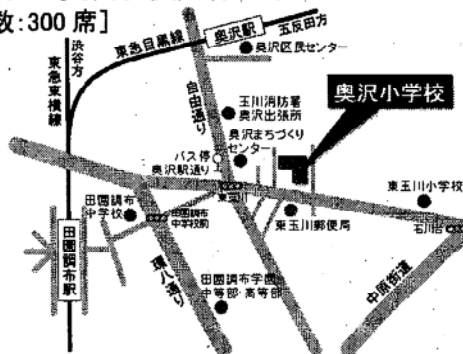 数:300 席]
渋谷方
東急東横線
東急目黒線
奥沢駅
五反田方
奥沢区民センター
自由通り
玉川消防署
奥沢出張所
奥沢小学校
奥沢まちづくり
センター
バス停
奥沢駅通り
東玉川
田園調布
中学校
田園調布
中学校前
東玉川郵便局
東玉川小学校
石川台
田園調布駅
環八通り
田園調布学園
中等部・高等部
中原街道